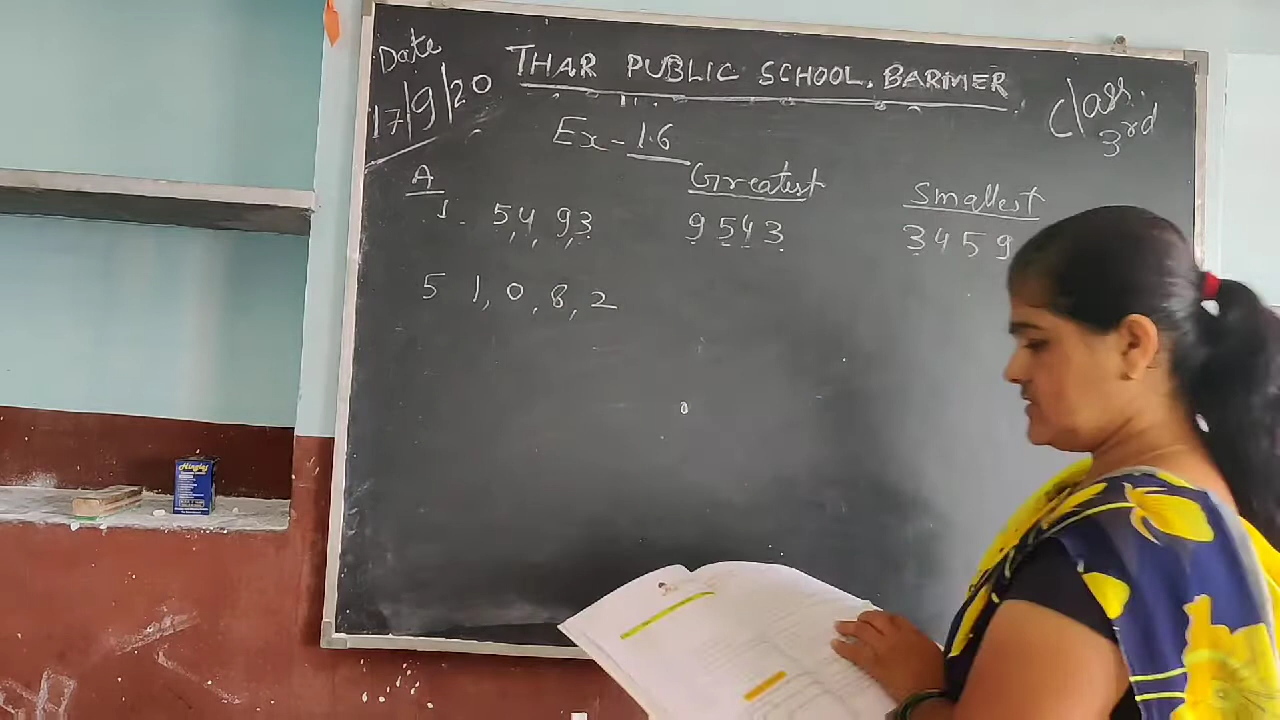 Date
17/9/20
THAR PUBLIC SCHOOL, BARMER
Class.
3rd
Ex - 1.6
A
Greatest
Smallest
1. 5, 4, 9, 3
9543
3459
5 1, 0, 8, 2